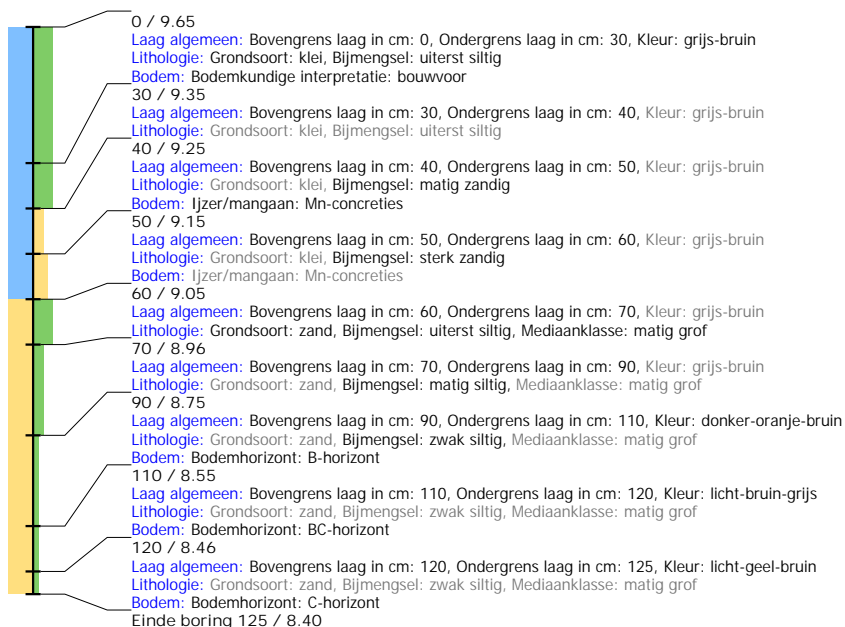 0 / 9.65
Laag algemeen: Bovengrens laag in cm: 0, Ondergrens laag in cm: 30, Kleur: grijs-bruin
Lithologie: Grondsoort: klei, Bijmengsel: uiterst siltig
Bodem: Bodemkundige interpretatie: bouwvoor
30 / 9.35
Laag algemeen: Bovengrens laag in cm: 30, Ondergrens laag in cm: 40, Kleur: grijs-bruin
Lithologie: Grondsoort: klei, Bijmengsel: uiterst siltig
40 / 9.25
Laag algemeen: Bovengrens laag in cm: 40, Ondergrens laag in cm: 50, Kleur: grijs-bruin
Lithologie: Grondsoort: klei, Bijmengsel: matig zandig
Bodem: Ijzer/mangaan: Mn-concreties
50 / 9.15
Laag algemeen: Bovengrens laag in cm: 50, Ondergrens laag in cm: 60, Kleur: grijs-bruin
Lithologie: Grondsoort: klei, Bijmengsel: sterk zandig
Bodem: Ijzer/mangaan: Mn-concreties
60 / 9.05
Laag algemeen: Bovengrens laag in cm: 60, Ondergrens laag in cm: 70, Kleur: grijs-bruin
Lithologie: Grondsoort: zand, Bijmengsel: uiterst siltig, Mediaanklasse: matig grof
70 / 8.96
Laag algemeen: Bovengrens laag in cm: 70, Ondergrens laag in cm: 90, Kleur: grijs-bruin
Lithologie: Grondsoort: zand, Bijmengsel: matig siltig, Mediaanklasse: matig grof
90 / 8.75
Laag algemeen: Bovengrens laag in cm: 90, Ondergrens laag in cm: 110, Kleur: donker-oranje-bruin
Lithologie: Grondsoort: zand, Bijmengsel: zwak siltig, Mediaanklasse: matig grof
Bodem: Bodemhorizont: B-horizont
110 / 8.55
Laag algemeen: Bovengrens laag in cm: 110, Ondergrens laag in cm: 120, Kleur: licht-bruin-grijs
Lithologie: Grondsoort: zand, Bijmengsel: zwak siltig, Mediaanklasse: matig grof
Bodem: Bodemhorizont: BC-horizont
120 / 8.46
Laag algemeen: Bovengrens laag in cm: 120, Ondergrens laag in cm: 125, Kleur: licht-geel-bruin
Lithologie: Grondsoort: zand, Bijmengsel: zwak siltig, Mediaanklasse: matig grof
Bodem: Bodemhorizont: C-horizont
Einde boring 125 / 8.40